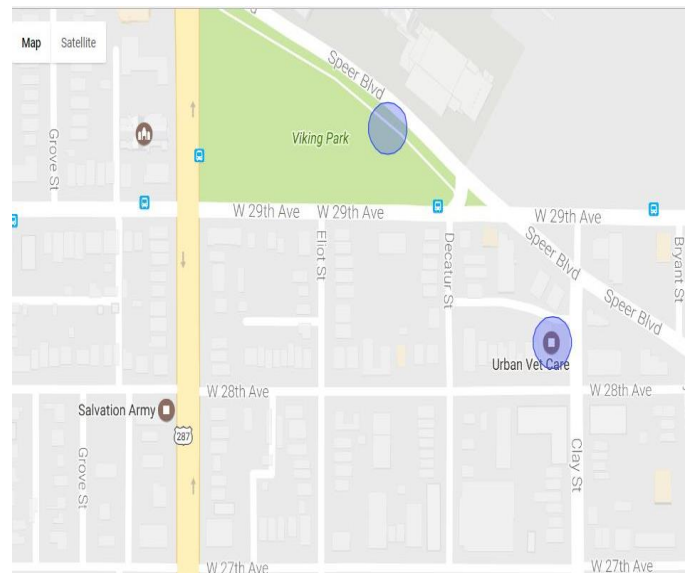 Map Satellite
Speer Blvd
Grove St
Viking Park
W 29th Ave W 29th Ave W 29th Ave
Eliot St
Decatur St
Speer Blvd
Bryant St
Speer Blvd
Urban Vet Care
W 28th Ave W 28th Ave
Salvation Army
287
Grove St
Clay St
W 27th Ave W 27th Ave